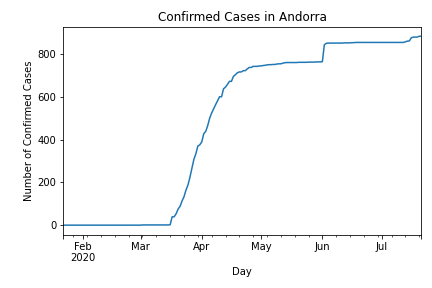 Confirmed Cases in Andorra
Number of Confirmed Cases
800
600
400
200
0
Feb
2020
Mar
Apr
May
Jun
Jul
Day